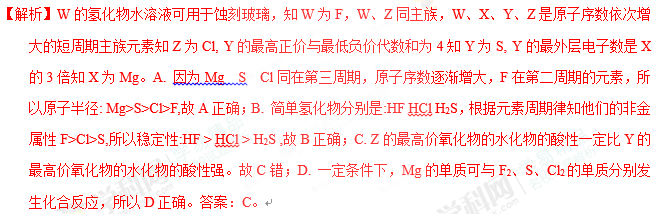 【解析】W 的氢化物水溶液可用于蚀刻玻璃，知 W 为 F，W、Z 同主族，W、X、Y、Z 是原子序数依次增
大的短周期主族元素知 Z 为 Cl, Y 的最高正价与最低负价代数和为 4 知 Y 为 S, Y 的最外层电子数是 X
的 3 倍知 X 为 Mg。A. 因为 Mg S Cl 同在第三周期，原子序数逐渐增大，F 在第二周期的元素，所
以原子半径: Mg>S>Cl>F,故 A 正确；B. 简单氢化物分别是:HF HCl H₂S，根据元素周期律知他们的非金
属性 F>Cl>S,所以稳定性:HF > HCl > H₂S ,故 B 正确；C. Z 的最高价氧化物的水化物的酸性一定比 Y 的
最高价氧化物的水化物的酸性强。故 C 错；D. 一定条件下，Mg 的单质可与 F₂、S、Cl₂的单质分别发
生化合反应，所以 D 正确。答案：C。